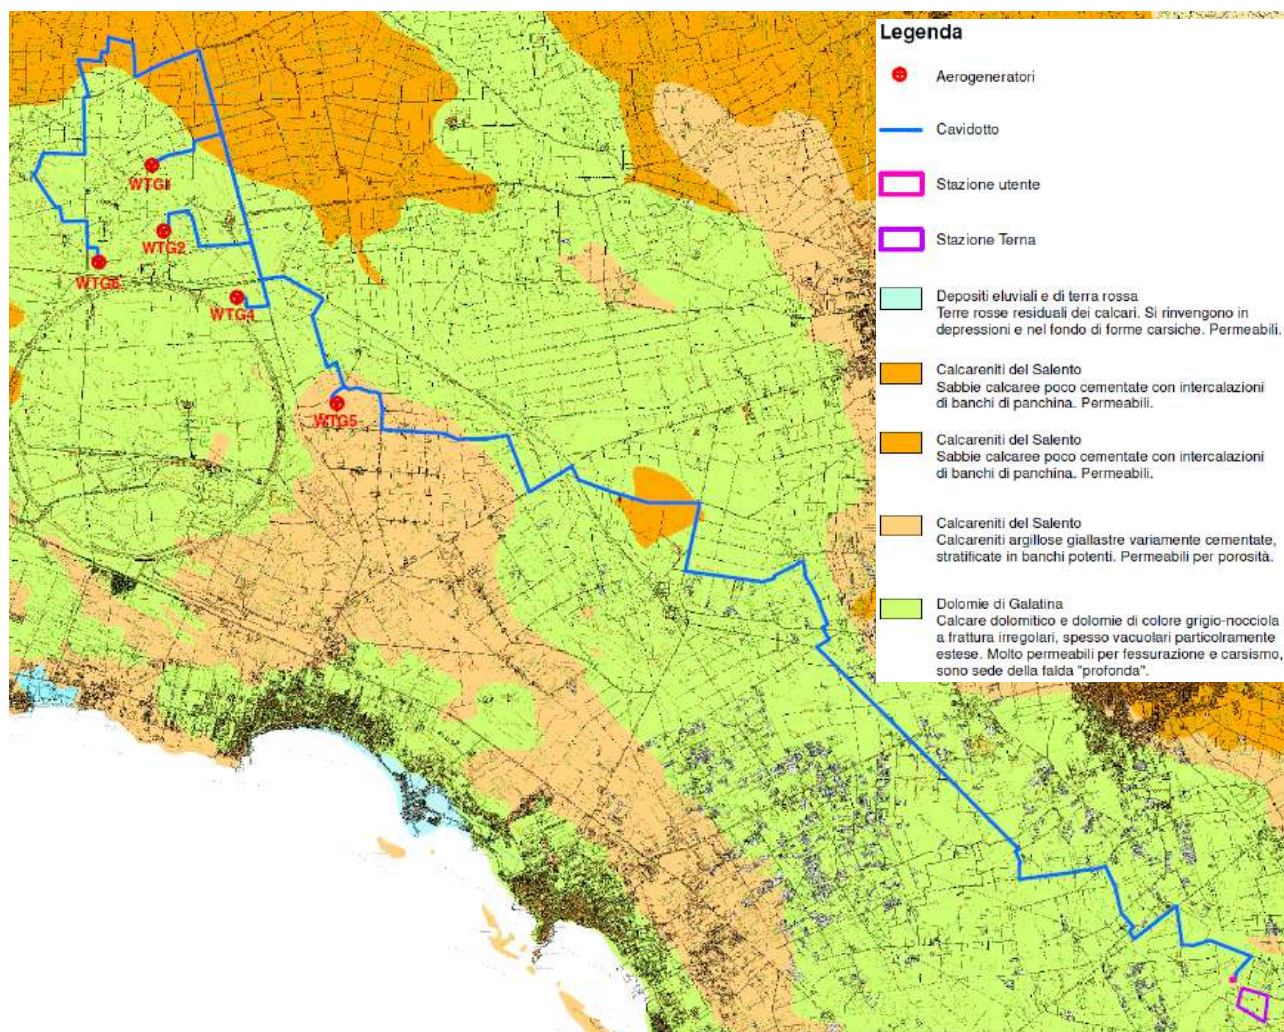 Legenda
Aerogeneratori
Cavidotto
Stazione utente
Stazione Terna
Depositi eluviali e di terra rossa
Terre rosse residuali dei calcari. Si rinvengono in
depressioni e nel fondo di forme carsiche. Permeabili.
Calcareniti del Salento
Sabbie calcaree poco cementate con intercalazioni
di banchi di panchina. Permeabili.
Calcareniti del Salento
Sabbie calcaree poco cementate con intercalazioni
di banchi di panchina. Permeabili.
Calcareniti del Salento
Calcareniti argillose giallastre variamente cementate,
stratificate in banchi potenti. Permeabili per porosità.
Dolomie di Galatina
Calcare dolomitico e dolomie di colore grigio-nocciola
a frattura irregolari, spesso vacuolari particolramente
estese. Molto permeabili per fessurazione e carsismo,
sono sede della falda "profonda".
WTG1
WTG2
WTG6
WTG4
WTG5